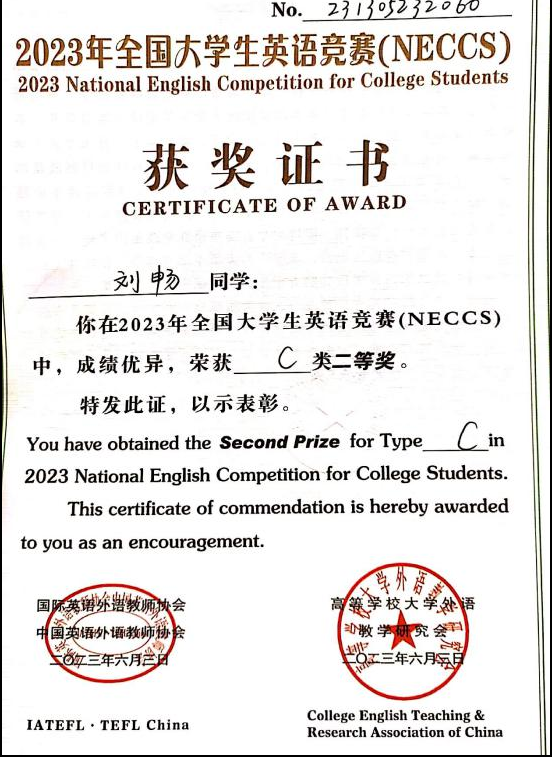 No. 231305232060
2023年全国大学生英语竞赛(NECCS)
2023 National English Competition for College Students
获奖证书
CERTIFICATE OF AWARD
刘畅 同学：
你在2023年全国大学生英语竞赛(NECCS)
中，成绩优异，荣获 C 类二等奖。
特发此证，以示表彰。
You have obtained the Second Prize for Type C in
2023 National English Competition for College Students.
This certificate of commendation is hereby awarded
to you as an encouragement.
国际英语外语教师协会
中国英语外语教师协会
二〇二三年六月三日
IATEFL · TEFL China
高等学校大学外语
教学研究会
二〇二三年六月三日
College English Teaching &
Research Association of China